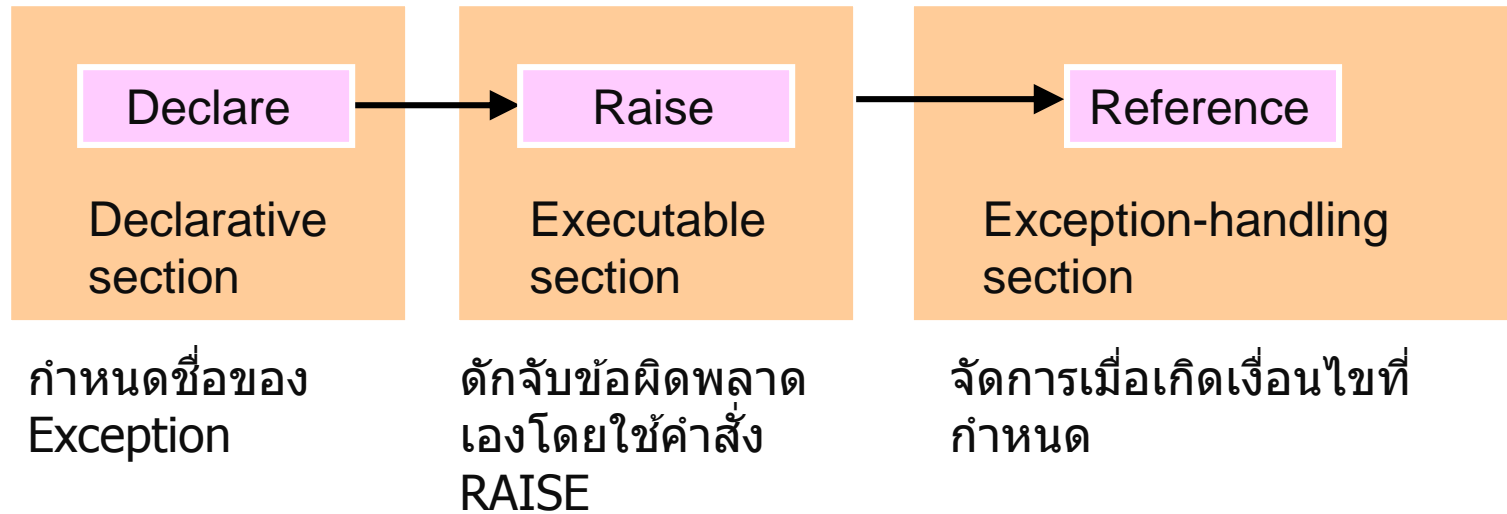 Declare
Raise
Reference
Declarative
section
Executable
section
Exception-handling
section
กำหนดชื่อของ
Exception
ดักจับข้อผิดพลาด
เองโดยใช้คำสั่ง
RAISE
จัดการเมื่อเกิดเงื่อนไขที่
กำหนด